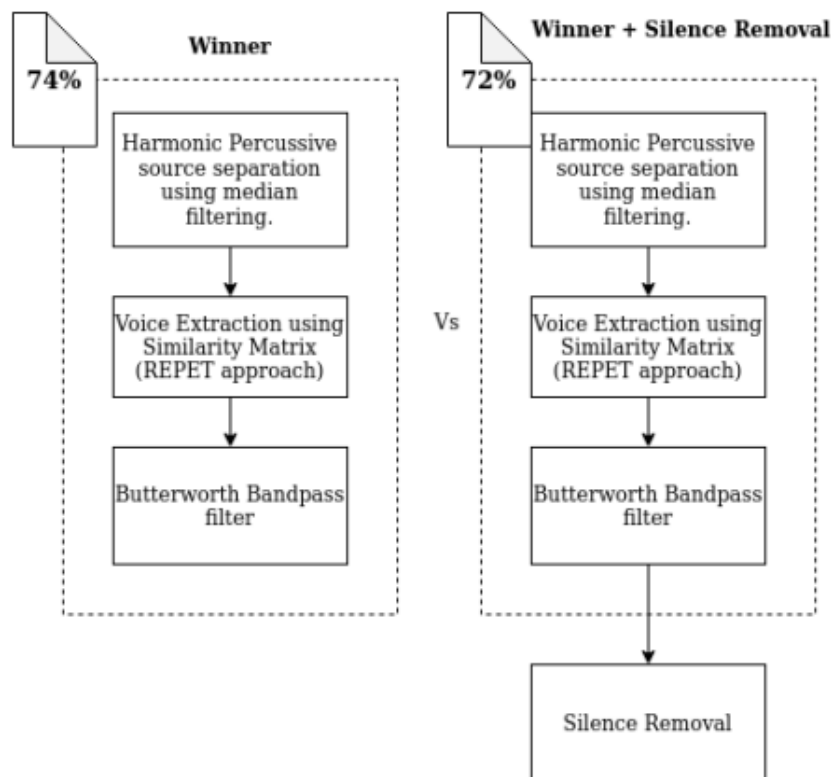 Winner
74%
Harmonic Percussive
source separation
using median
filtering.
Voice Extraction using
Similarity Matrix
(REPET approach)
Butterworth Bandpass
filter
Vs
Winner + Silence Removal
72%
Harmonic Percussive
source separation
using median
filtering.
Voice Extraction using
Similarity Matrix
(REPET approach)
Butterworth Bandpass
filter
Silence Removal